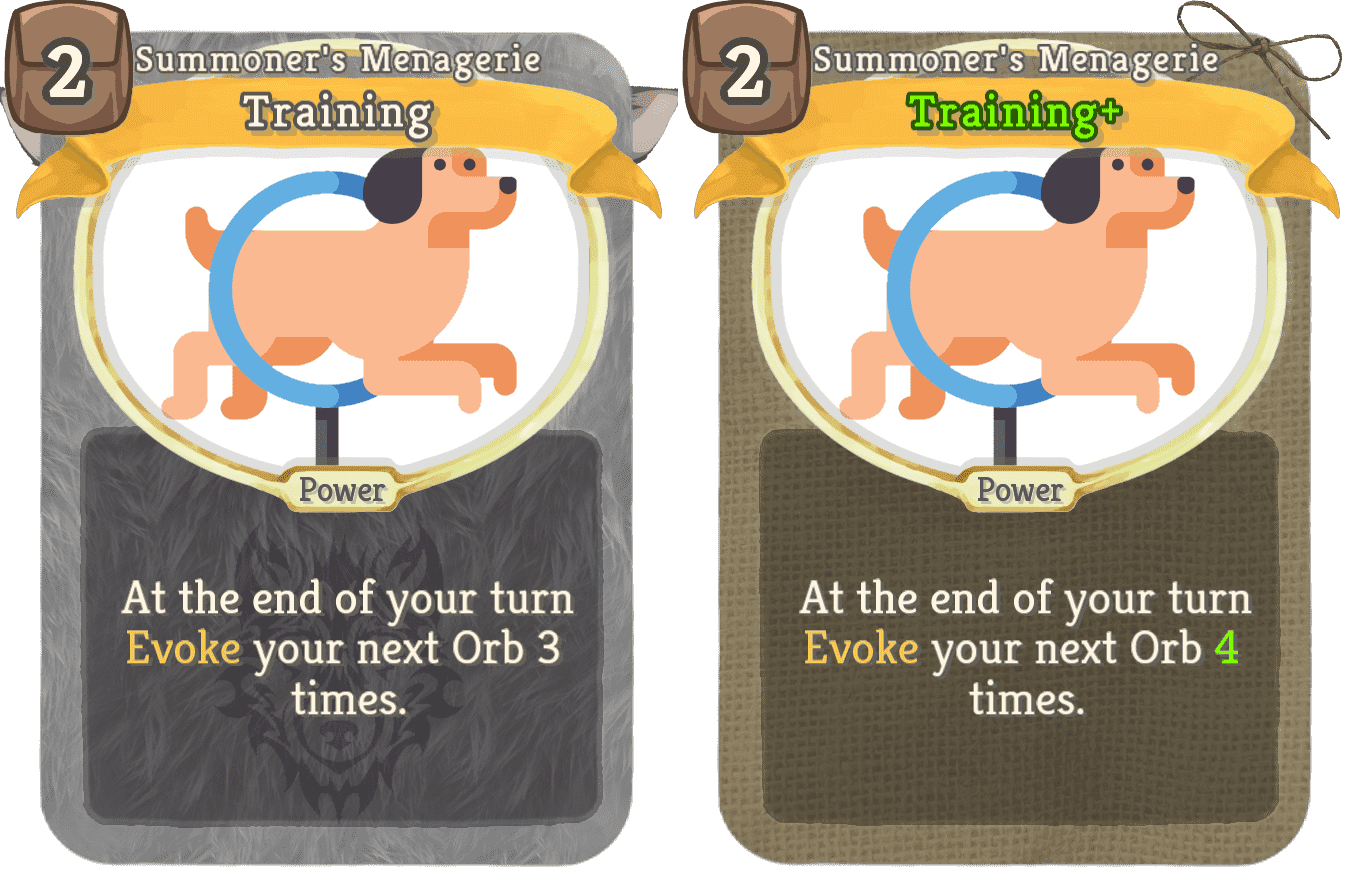 2
Summoner's Menagerie
Training
Power
At the end of your turn
Evoke your next Orb 3
times.
2
Summoner's Menagerie
Training+
Power
At the end of your turn
Evoke your next Orb 4
times.